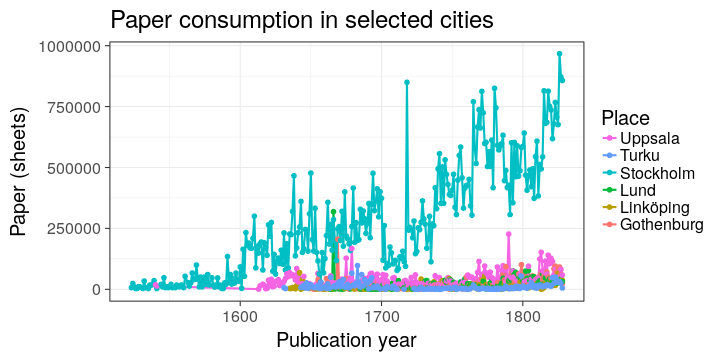 Paper consumption in selected cities
1000000
750000
500000
250000
0
Paper (sheets)
1600
1700
1800
Publication year
Place
Uppsala
Turku
Stockholm
Lund
Linköping
Gothenburg